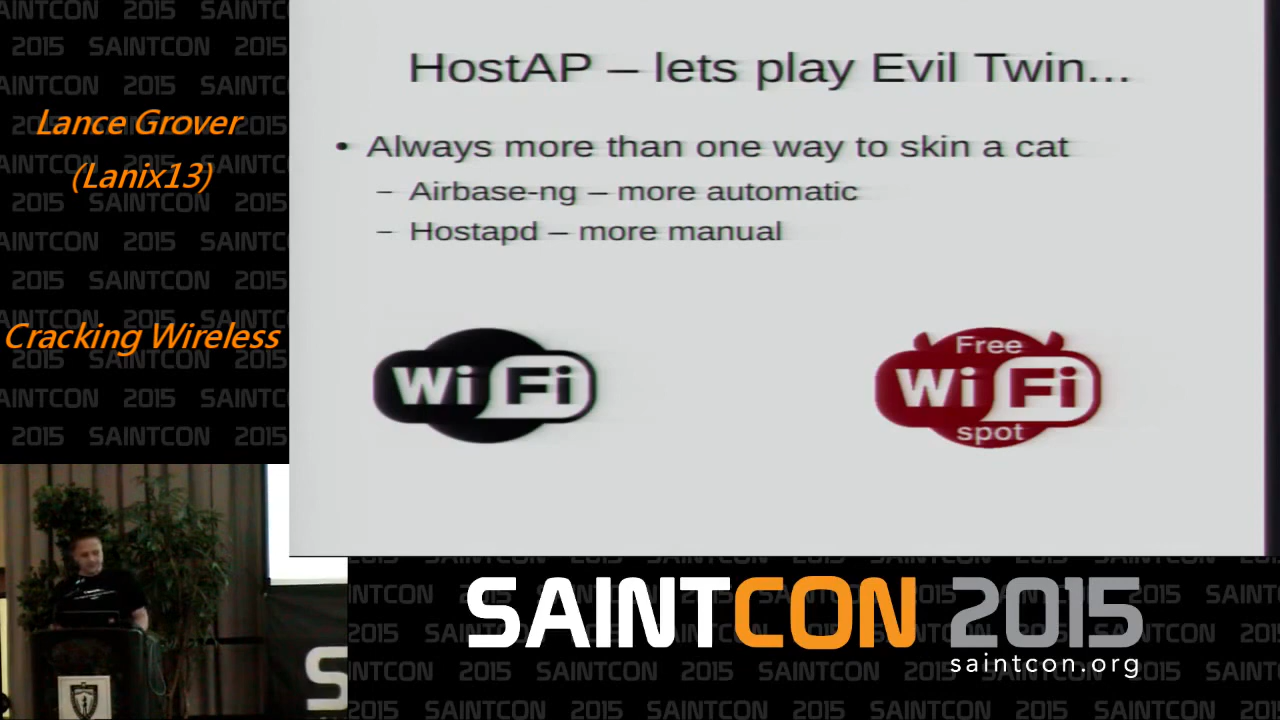 Lance Grover
(Lanix13)
Cracking Wireless
HostAP – lets play Evil Twin...
• Always more than one way to skin a cat
– Airbase-ng – more automatic
– Hostapd – more manual
Wi Fi
Free
Wi Fi
spot
SAINTCON 2015
saintcon.org